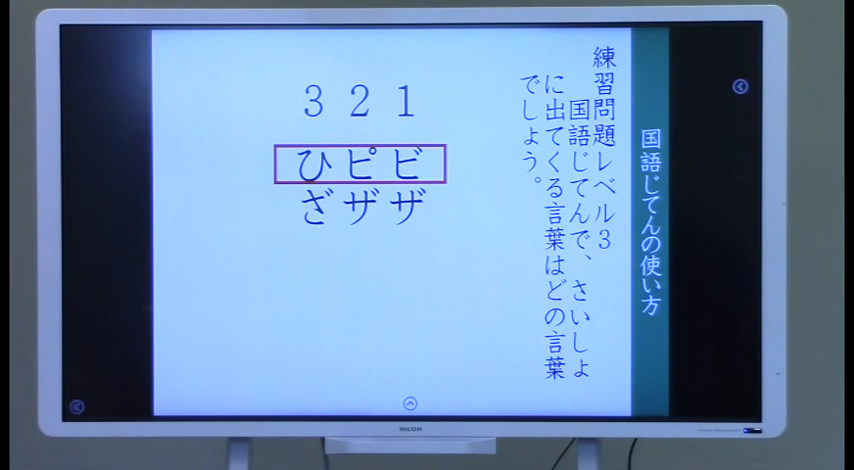 国語じてんの使い方
練習問題レベル3
国語じてんで、さいしょ
に出てくる言葉はどの言葉
でしょう。
1 ビザ
2 ピザ
3 ひざ
RICOH